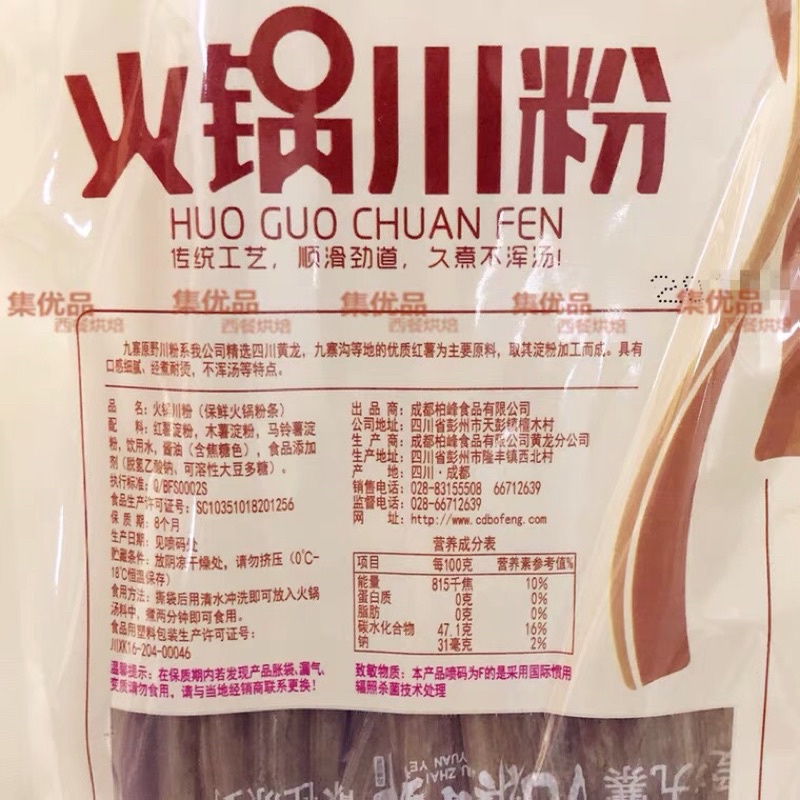 火锅川粉
HUO GUO CHUAN FEN
传统工艺，顺滑劲道，久煮不浑汤！
集优品 集优品 集优品 集优品 集优品
西餐烘焙 西餐烘焙 西餐烘焙 西餐烘焙 西餐烘焙
九寨原野川粉系我公司精选四川黄龙，九寨沟等地的优质红薯为主要原料，取其淀粉加工而成。具有
口感细腻、经煮耐烫，不浑汤等特点。
品 名：火锅川粉（保鲜火锅粉条）
配 料：红薯淀粉，木薯淀粉，马铃薯淀
粉，饮用水，酱油（含焦糖色），食品添加
剂（脱氢乙酸钠、可溶性大豆多糖）。
执行标准：Q/BFS0002S
食品生产许可证号：SC10351018201256
保 质 期：8个月
生产日期：见喷码处
贮藏条件：放阴凉干燥处，请勿挤压（0℃-
18℃恒温保存）
食用方法：撕袋后用清水冲洗即可放入火锅
汤料中，煮两分钟即可食用。
食品用塑料包装生产许可证号：
川XK16-204-00046
温馨提示：在保质期内若发现产品胀袋、漏气、
变质请勿食用，请与当地经销商联系更换！
出 品 商：成都柏峰食品有限公司
公司地址：四川省彭州市天彭镇檀木村
生 产 商：成都柏峰食品有限公司黄龙分公司
生产地址：四川省彭州市隆丰镇西北村
产 地：四川·成都
销售电话：028-83155508 66712639
监督电话：028-66712639
网 址：http://www.cdbofeng.com
营养成分表
项目 每100克 营养素参考值%
能量 815千焦 10%
蛋白质 0克 0%
脂肪 0克 0%
碳水化合物 47.1克 16%
钠 31毫克 2%
致敏物质：本产品喷码为F的是采用国际惯用
辐照杀菌技术处理
九寨
U ZHAI
YUAN YE